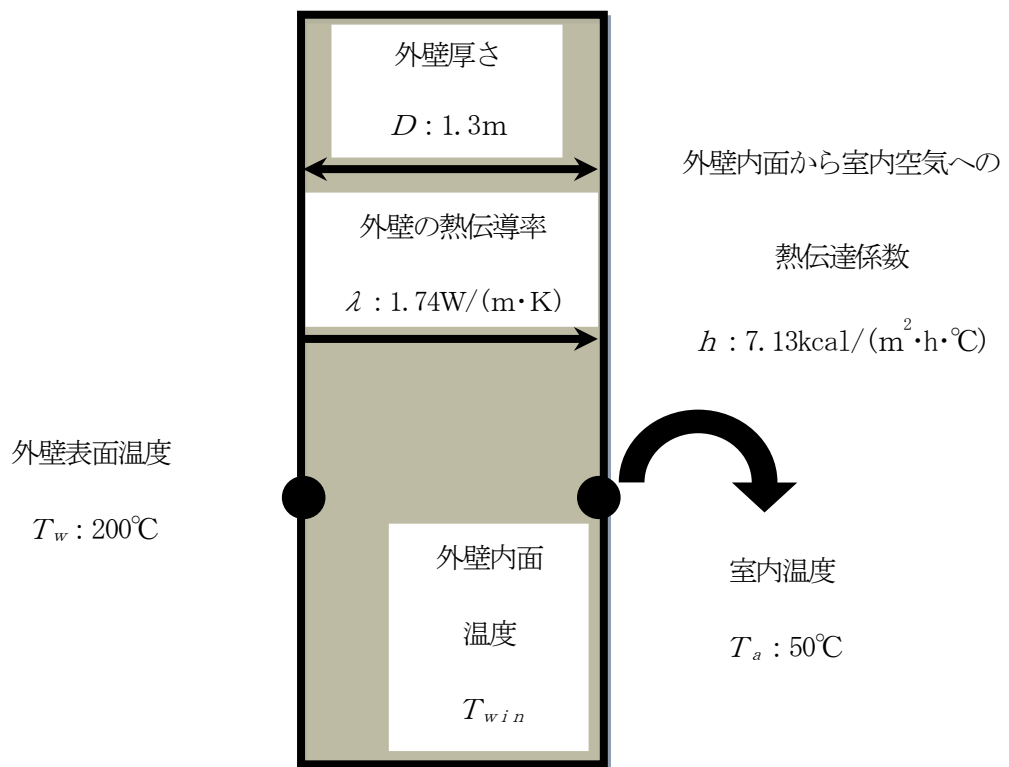 外壁厚さ
D : 1.3m
外壁内面から室内空気への
外壁の熱伝導率
熱伝達係数
λ : 1.74W/(m・K)
h : 7.13kcal/(m²・h・℃)
外壁表面温度
Tw : 200℃
外壁内面
温度
Twin
室内温度
Ta : 50℃